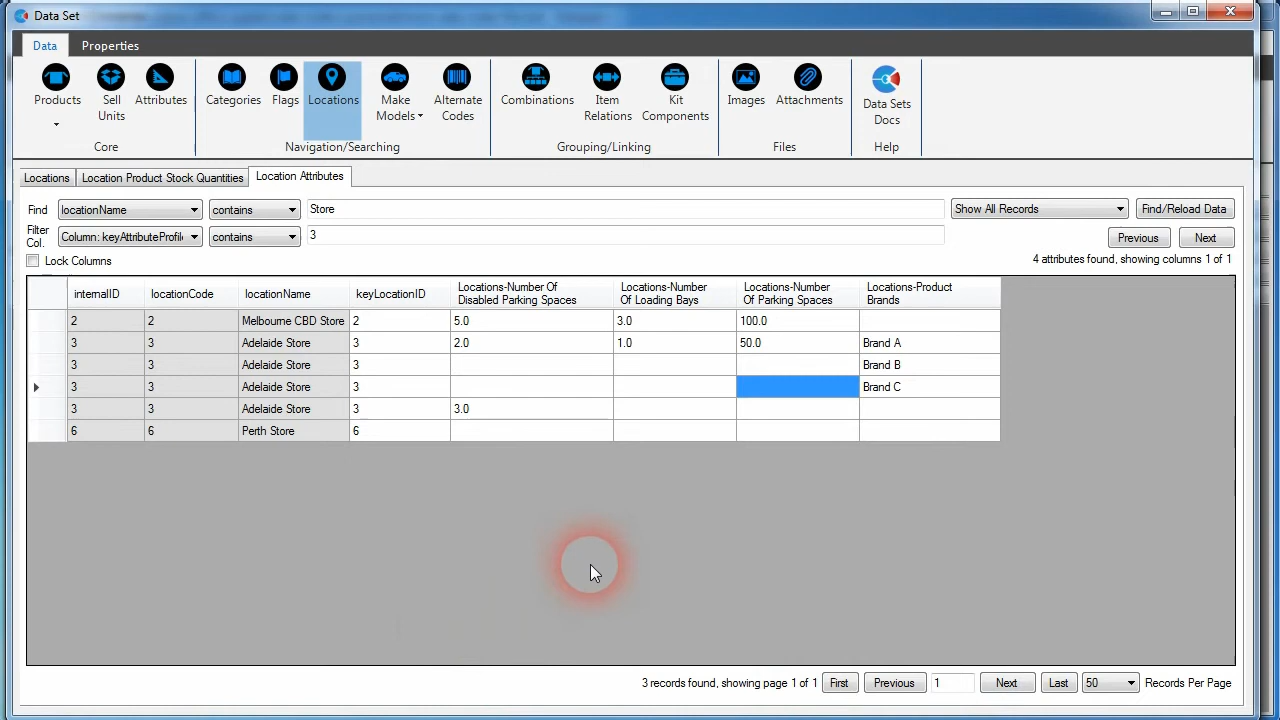 Data Set
Data Properties
Products Sell Units Attributes Categories Flags Locations Make Models Alternate Codes Combinations Item Relations Kit Components Images Attachments Data Sets Docs
Core Navigation/Searching Grouping/Linking Files Help
Locations Location Product Stock Quantities Location Attributes
Find locationName contains Store Show All Records Find/Reload Data
Filter Col. Column: keyAttributeProfile contains 3 Previous Next
Lock Columns 4 attributes found, showing columns 1 of 1
internalID locationCode locationName keyLocationID Locations-Number Of Disabled Parking Spaces Locations-Number Of Loading Bays Locations-Number Of Parking Spaces Locations-Product Brands
2 2 Melbourne CBD Store 2 5.0 3.0 100.0
3 3 Adelaide Store 3 2.0 1.0 50.0 Brand A
3 3 Adelaide Store 3 Brand B
3 3 Adelaide Store 3 Brand C
3 3 Adelaide Store 3 3.0
6 6 Perth Store 6
3 records found, showing page 1 of 1 First Previous 1 Next Last 50 Records Per Page